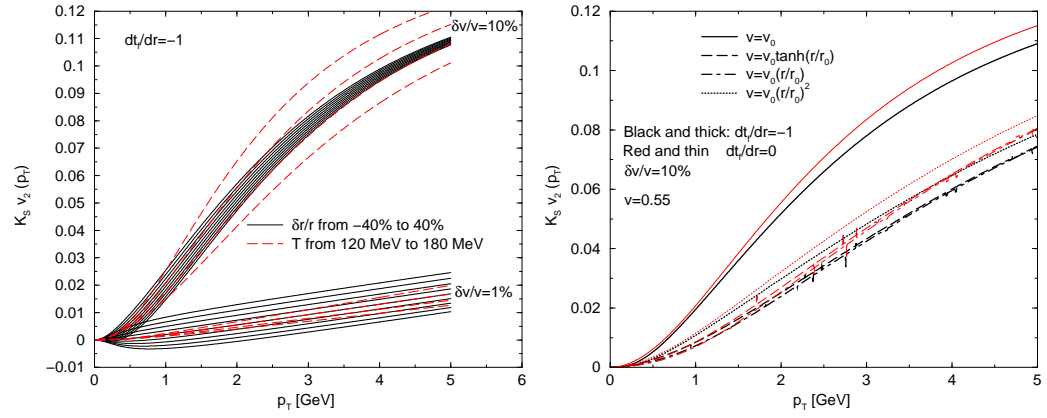 0.12
0.11
0.1
0.09
0.08
0.07
0.06
0.05
0.04
0.03
0.02
0.01
0
−0.01
K_S v_2 (p_T)
dt_f/dr=−1
δv/v=10%
δr/r from −40% to 40%
T from 120 MeV to 180 MeV
δv/v=1%
0 1 2 3 4 5 6
p_T [GeV]
0.12
0.1
0.08
0.06
0.04
0.02
0
K_S v_2 (p_T)
v=v_0
v=v_0tanh(r/r_0)
v=v_0(r/r_0)
v=v_0(r/r_0)^2
Black and thick: dt_f/dr=−1
Red and thin dt_f/dr=0
δv/v=10%
v=0.55
0 1 2 3 4 5
p_T [GeV]